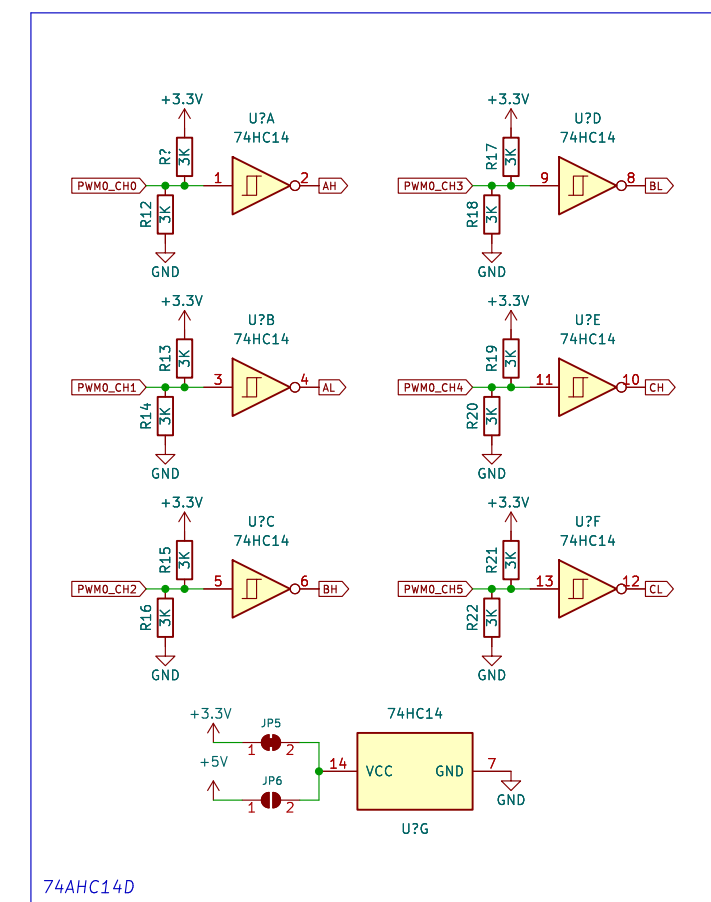 +3.3V
U?A
74HC14
R?
3K
PWM0_CH0
1
2
AH
R12
3K
GND
+3.3V
U?D
74HC14
R17
3K
PWM0_CH3
9
8
BL
R18
3K
GND
+3.3V
U?B
74HC14
R13
3K
PWM0_CH1
3
4
AL
R14
3K
GND
+3.3V
U?E
74HC14
R19
3K
PWM0_CH4
11
10
CH
R20
3K
GND
+3.3V
U?C
74HC14
R15
3K
PWM0_CH2
5
6
BH
R16
3K
GND
+3.3V
U?F
74HC14
R21
3K
PWM0_CH5
13
12
CL
R22
3K
GND
+3.3V
JP5
1
2
+5V
JP6
1
2
74HC14
14
VCC
GND
7
GND
U?G
74AHC14D